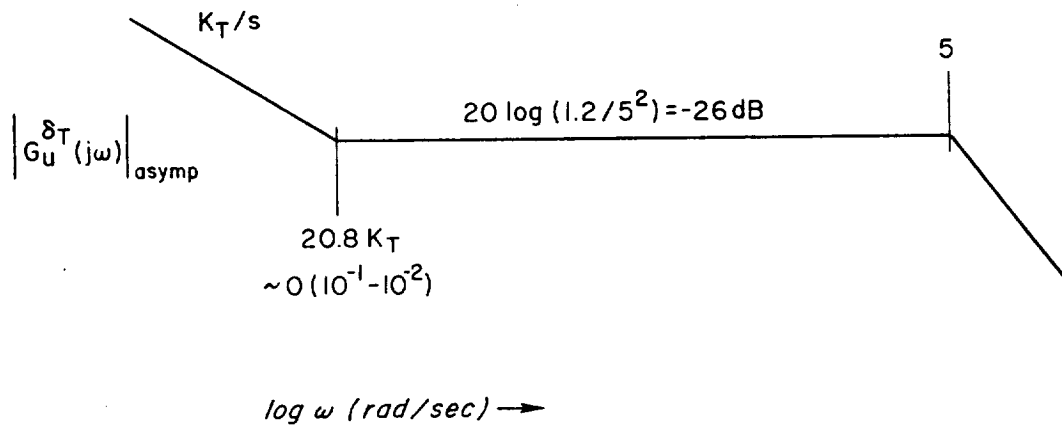 K_T/s
5
20 log (1.2/5²) = -26 dB
|G_u^δT (jω)|asymp
20.8 K_T
~0 (10⁻¹ - 10⁻²)
log ω (rad/sec) →